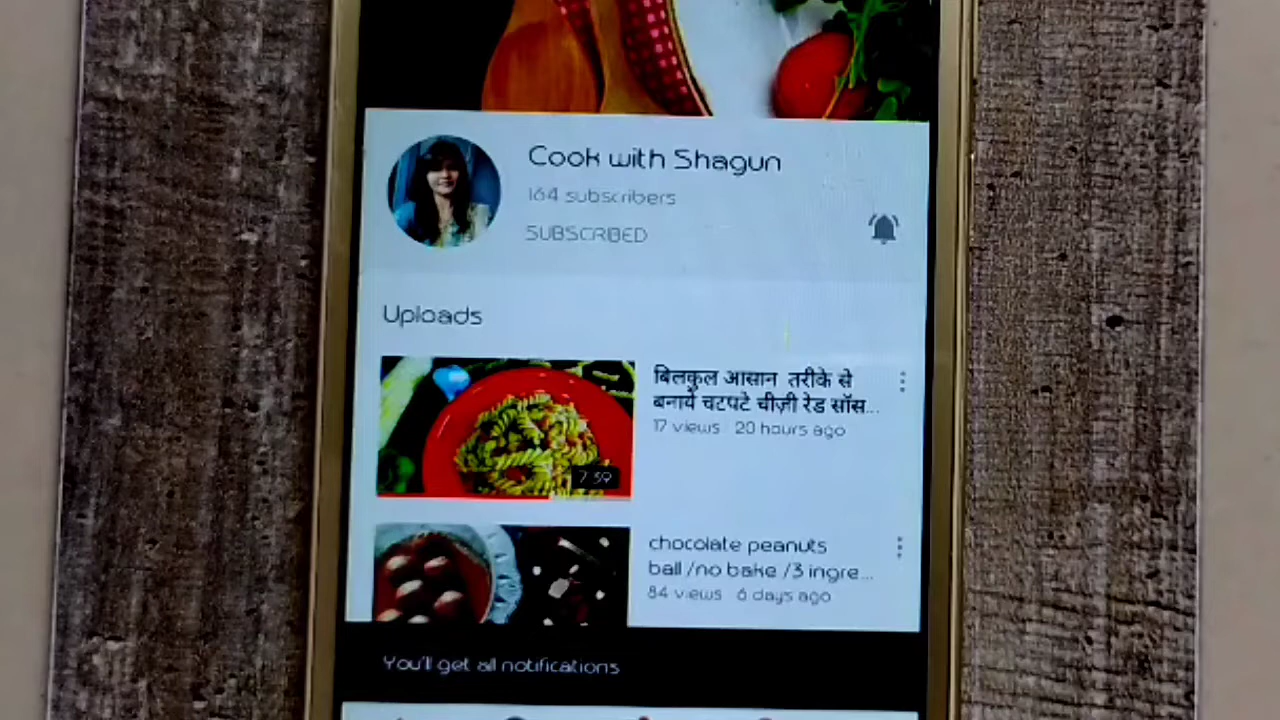 Cook with Shagun
164 subscribers
SUBSCRIBED
Uploads
बिलकुल आसान तरीके से
बनायें चटपटे चीज़ी रेड सॉस...
17 views 20 hours ago
7:39
chocolate peanuts
ball /no bake /3 ingre...
84 views 6 days ago
You'll get all notifications